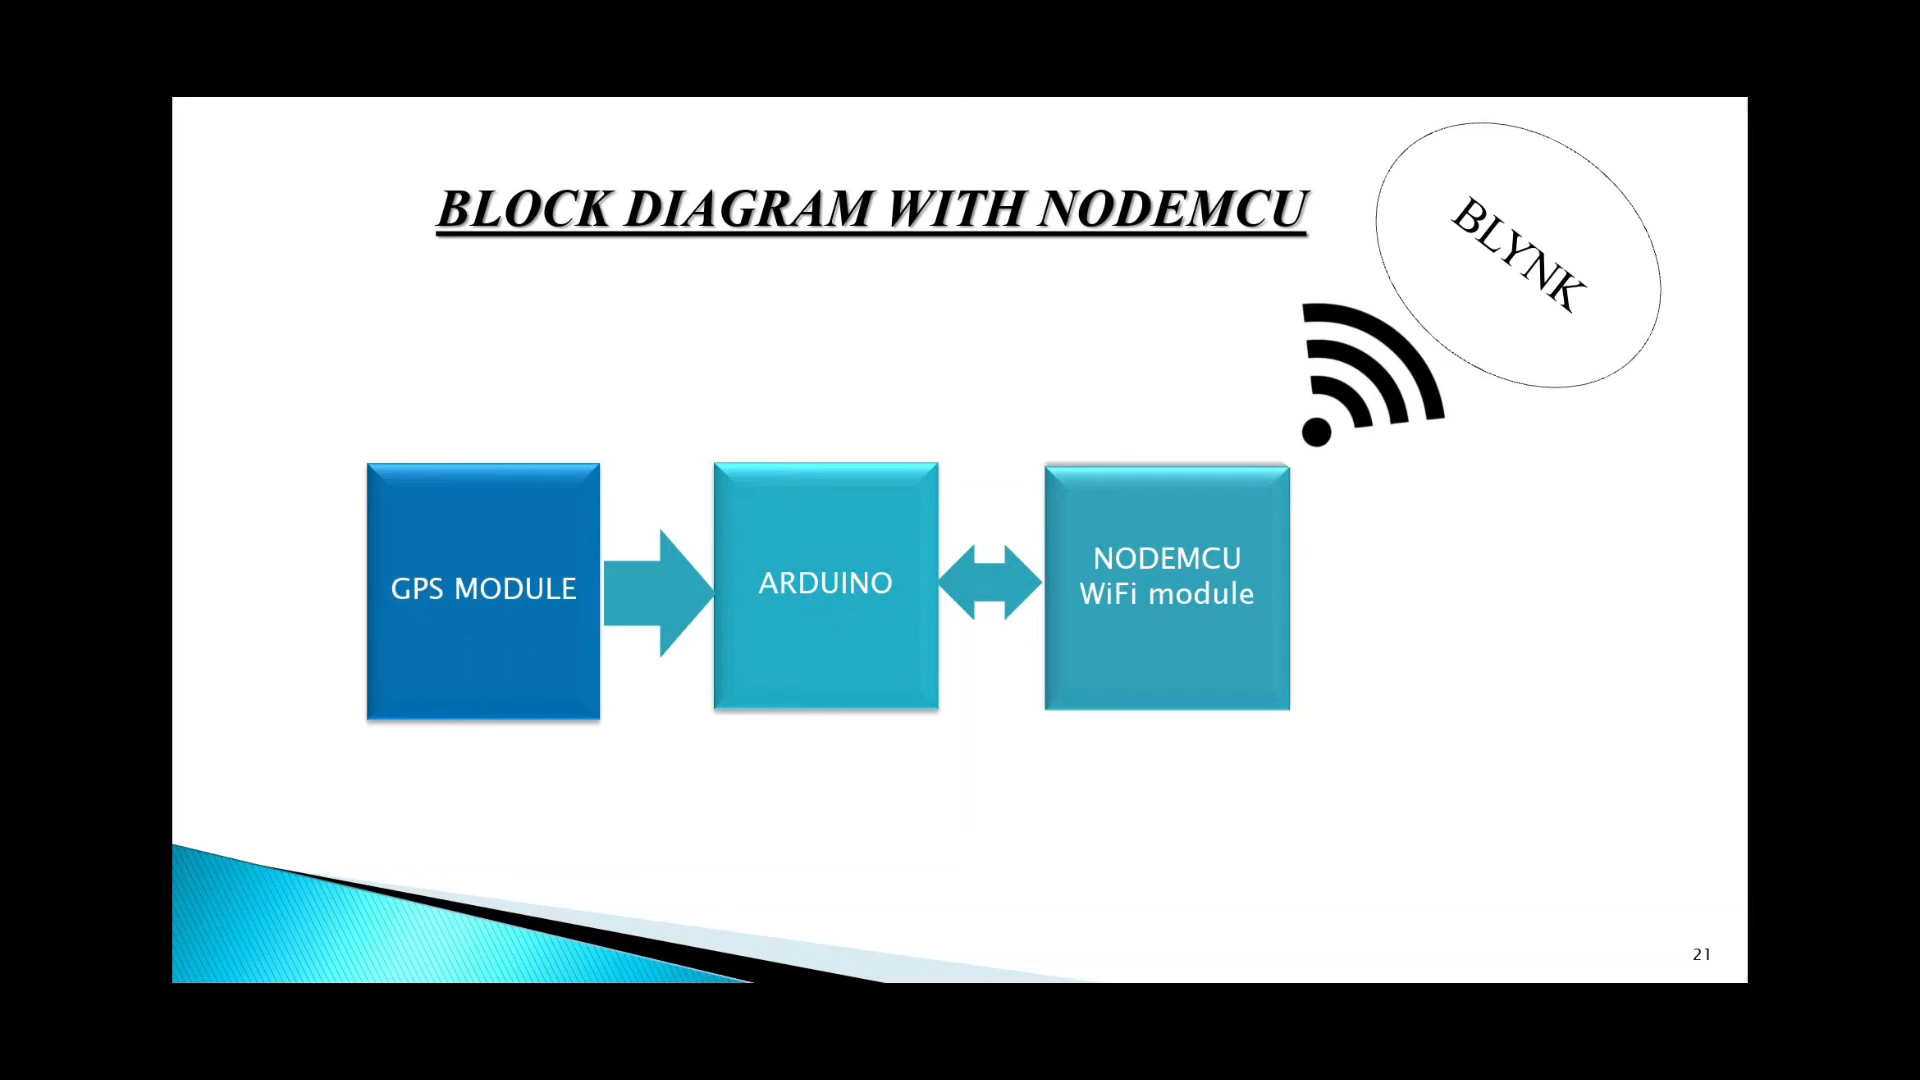 BLOCK DIAGRAM WITH NODEMCU
BLYNK
GPS MODULE
ARDUINO
NODEMCU
WiFi module
21